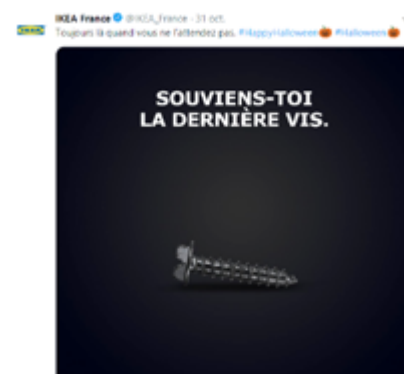 IKEA France @IKEA_France · 31 oct.
Toujours là quand vous ne l'attendez pas. #HappyHalloween🎃 #Halloween🎃
IKEA
SOUVIENS-TOI
LA DERNIÈRE VIS.